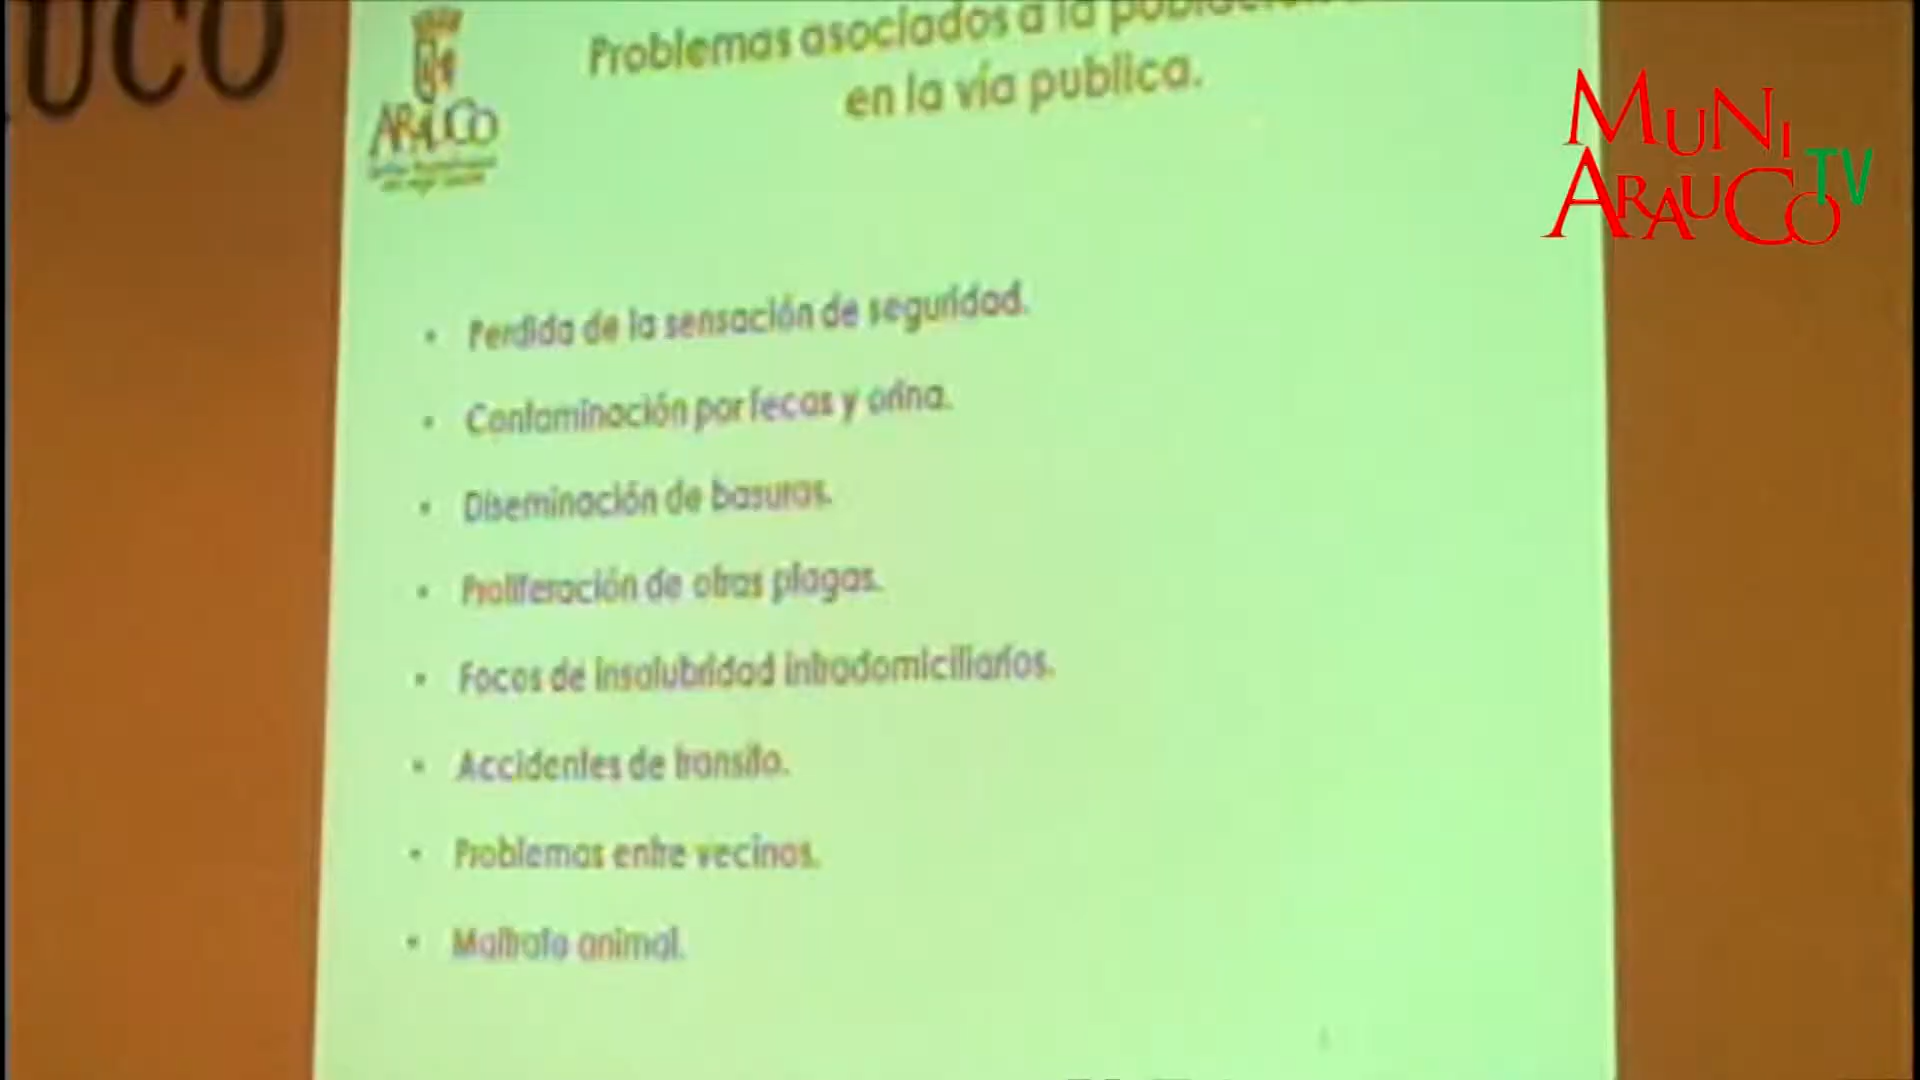 UCO
ARAUCO
Problemas asociados a la
en la vía publica.
MUNI
ARAUCO TV
• Perdida de la sensación de seguridad.
• Contaminación por fecas y orina.
• Diseminación de basuras.
• Proliferación de otras plagas.
• Focos de insalubridad intradomiciliarios.
• Accidentes de transito.
• Problemas entre vecinos.
• Maltrato animal.